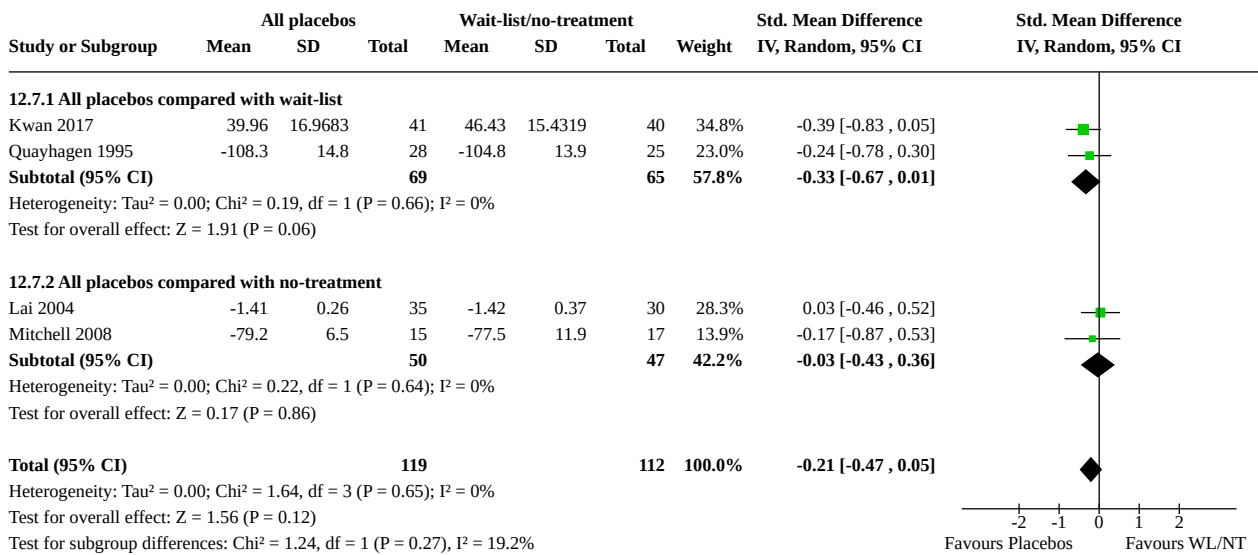 All placebos Wait-list/no-treatment Std. Mean Difference Std. Mean Difference
Study or Subgroup Mean SD Total Mean SD Total Weight IV, Random, 95% CI IV, Random, 95% CI
12.7.1 All placebos compared with wait-list
Kwan 2017 39.96 16.9683 41 46.43 15.4319 40 34.8% -0.39 [-0.83 , 0.05]
Quayhagen 1995 -108.3 14.8 28 -104.8 13.9 25 23.0% -0.24 [-0.78 , 0.30]
Subtotal (95% CI) 69 65 57.8% -0.33 [-0.67 , 0.01]
Heterogeneity: Tau² = 0.00; Chi² = 0.19, df = 1 (P = 0.66); I² = 0%
Test for overall effect: Z = 1.91 (P = 0.06)
12.7.2 All placebos compared with no-treatment
Lai 2004 -1.41 0.26 35 -1.42 0.37 30 28.3% 0.03 [-0.46 , 0.52]
Mitchell 2008 -79.2 6.5 15 -77.5 11.9 17 13.9% -0.17 [-0.87 , 0.53]
Subtotal (95% CI) 50 47 42.2% -0.03 [-0.43 , 0.36]
Heterogeneity: Tau² = 0.00; Chi² = 0.22, df = 1 (P = 0.64); I² = 0%
Test for overall effect: Z = 0.17 (P = 0.86)
Total (95% CI) 119 112 100.0% -0.21 [-0.47 , 0.05]
Heterogeneity: Tau² = 0.00; Chi² = 1.64, df = 3 (P = 0.65); I² = 0%
Test for overall effect: Z = 1.56 (P = 0.12) -2 -1 0 1 2
Test for subgroup differences: Chi² = 1.24, df = 1 (P = 0.27), I² = 19.2% Favours Placebos Favours WL/NT